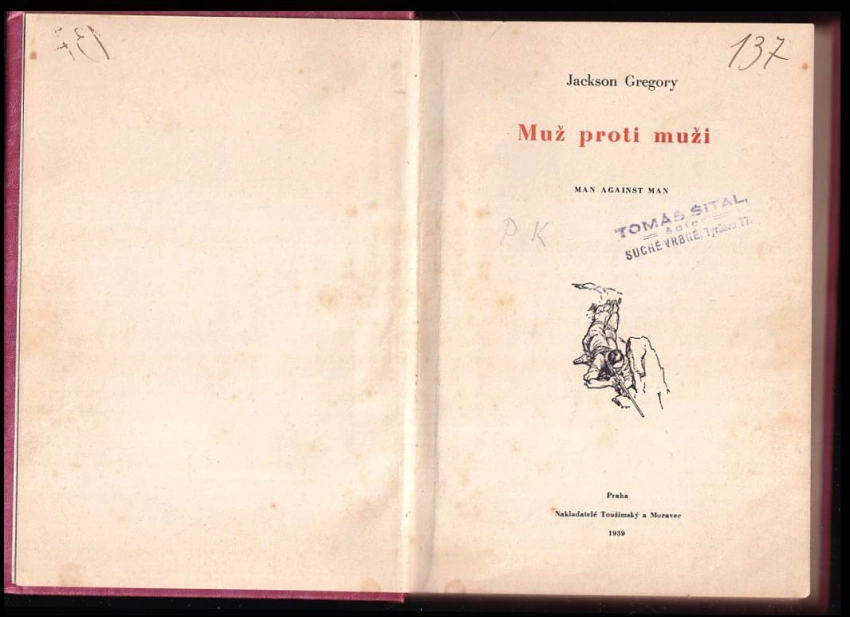 137
Jackson Gregory
Muž proti muži
MAN AGAINST MAN
TOMÁŠ ŠITAL,
SUCHÉ VRBNÉ,
P K
Praha
Nakladatelé Toužimský a Moravec
1939